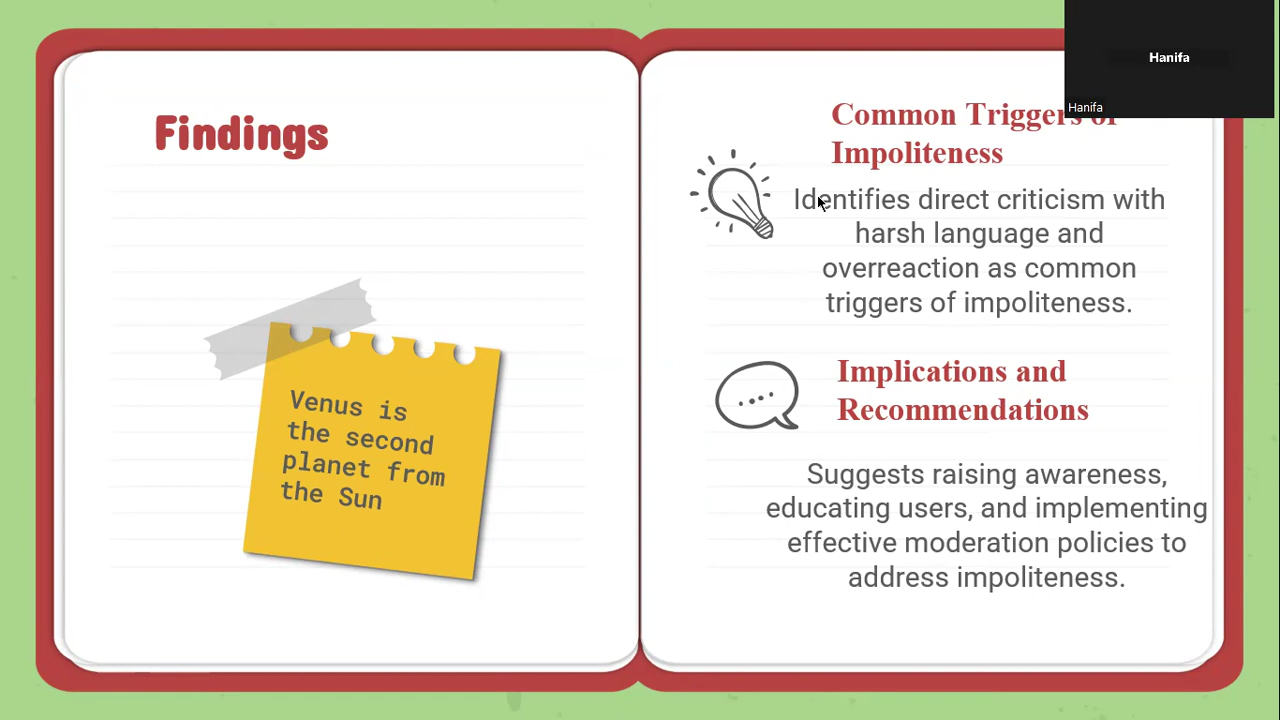 Findings
Venus is
the second
planet from
the Sun
Common Triggers of
Impoliteness
Identifies direct criticism with
harsh language and
overreaction as common
triggers of impoliteness.
Implications and
Recommendations
Suggests raising awareness,
educating users, and implementing
effective moderation policies to
address impoliteness.
Hanifa
Hanifa